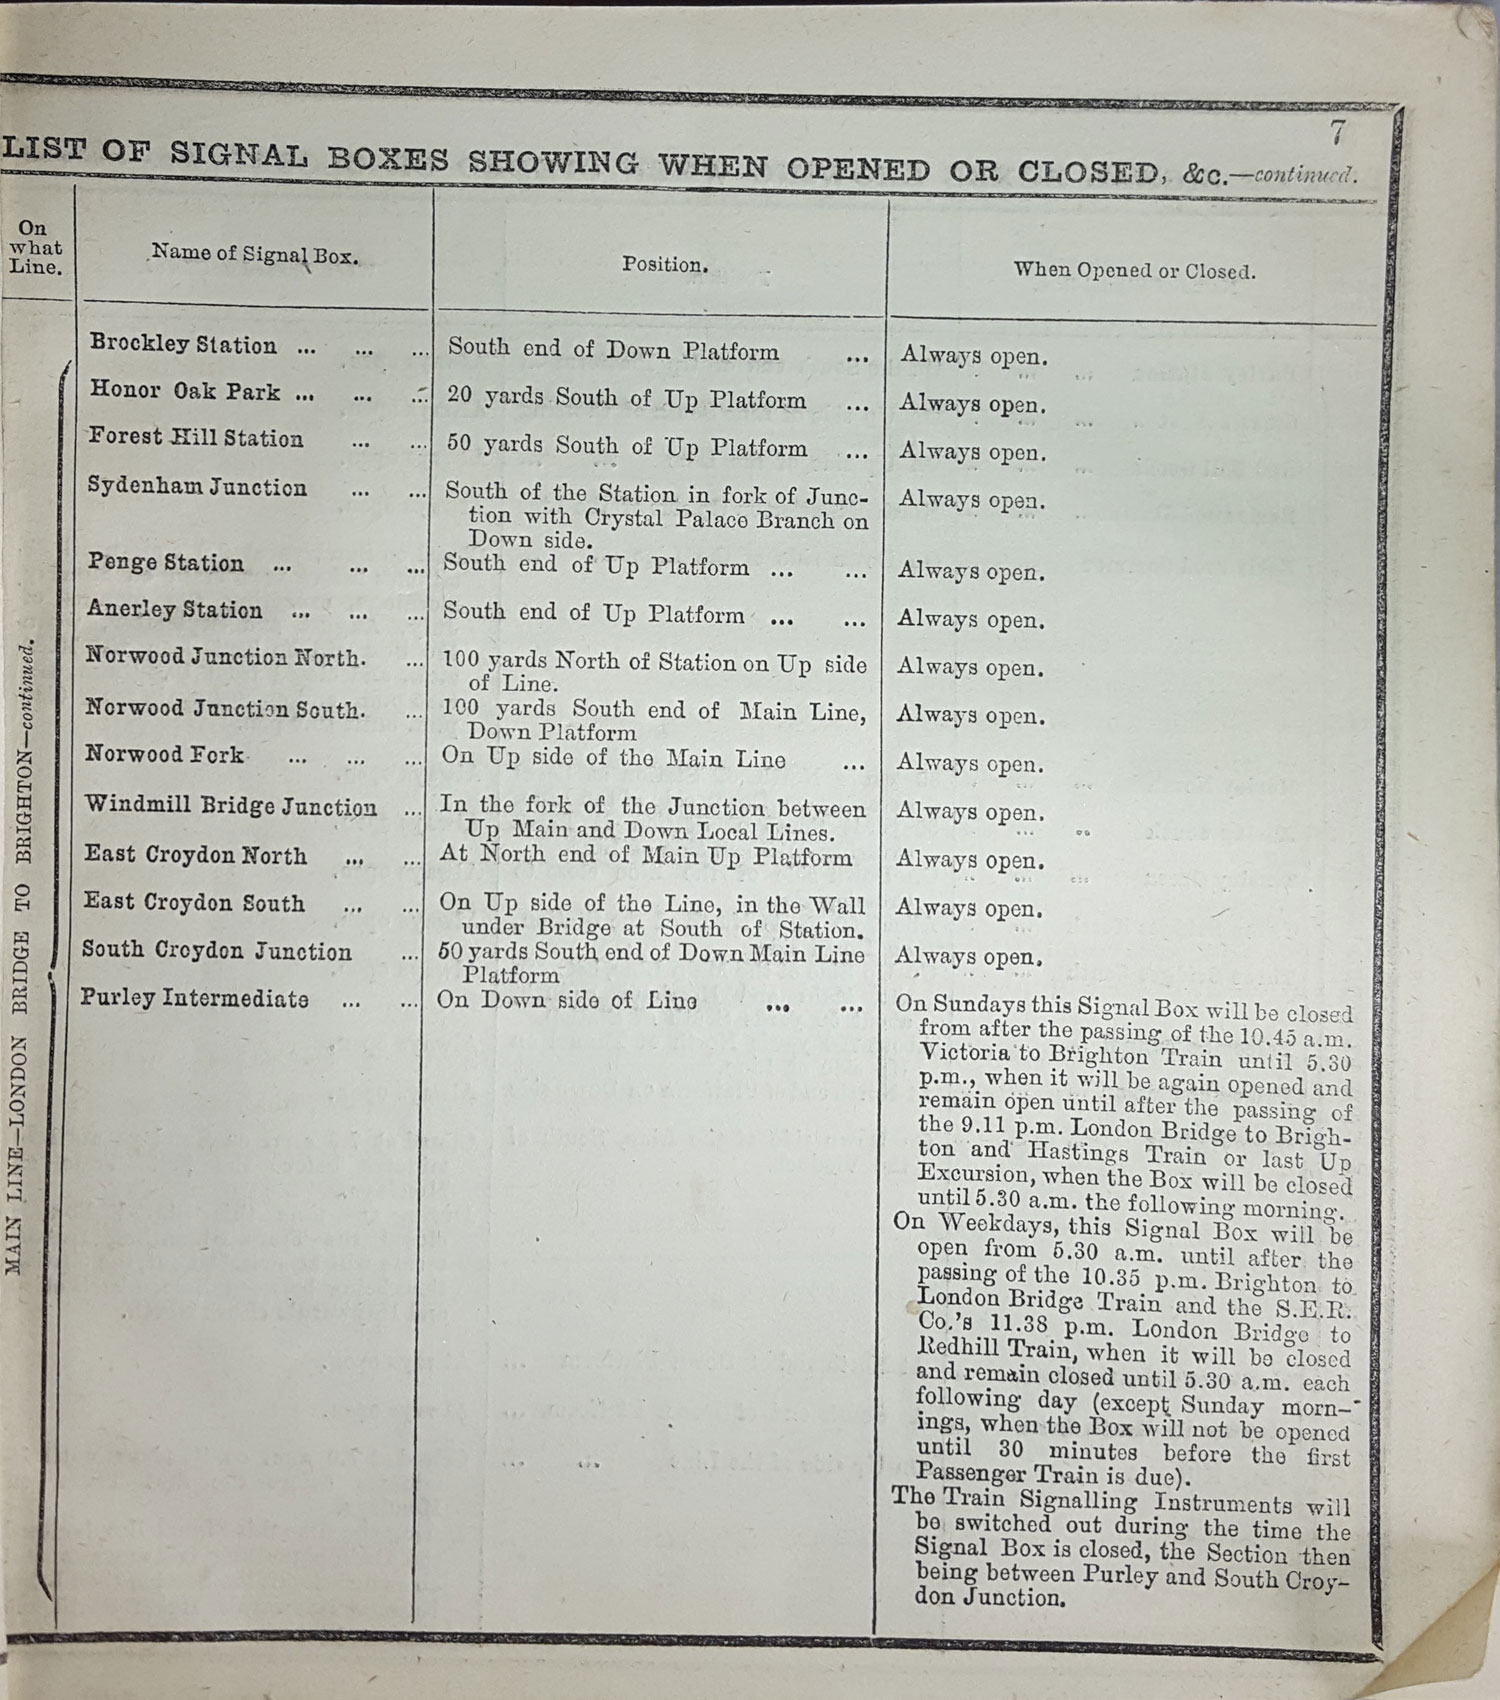 7
LIST OF SIGNAL BOXES SHOWING WHEN OPENED OR CLOSED, &c.—continued.
On
what
Line.
Name of Signal Box.
Position.
When Opened or Closed.
MAIN LINE—LONDON BRIDGE TO BRIGHTON—continued.
Brockley Station ... ... ... South end of Down Platform ... Always open.
Honor Oak Park ... ... ... 20 yards South of Up Platform ... Always open.
Forest Hill Station ... ... 50 yards South of Up Platform ... Always open.
Sydenham Junction ... ... South of the Station in fork of Junc- Always open.
tion with Crystal Palace Branch on
Down side.
Penge Station ... ... ... South end of Up Platform ... ... Always open.
Anerley Station ... ... ... South end of Up Platform ... ... Always open.
Norwood Junction North. ... 100 yards North of Station on Up side Always open.
of Line.
Norwood Junction South. ... 100 yards South end of Main Line, Always open.
Down Platform
Norwood Fork ... ... ... On Up side of the Main Line ... Always open.
Windmill Bridge Junction ... In the fork of the Junction between Always open.
Up Main and Down Local Lines.
East Croydon North ... ... At North end of Main Up Platform Always open.
East Croydon South ... ... On Up side of the Line, in the Wall Always open.
under Bridge at South of Station.
South Croydon Junction ... 50 yards South end of Down Main Line Always open.
Platform
Purley Intermediate ... ... On Down side of Line ... ... On Sundays this Signal Box will be closed
from after the passing of the 10.45 a.m.
Victoria to Brighton Train until 5.30
p.m., when it will be again opened and
remain open until after the passing of
the 9.11 p.m. London Bridge to Brigh-
ton and Hastings Train or last Up
Excursion, when the Box will be closed
until 5.30 a.m. the following morning.
On Weekdays, this Signal Box will be
open from 5.30 a.m. until after the
passing of the 10.35 p.m. Brighton to
London Bridge Train and the S.E.R.
Co.'s 11.38 p.m. London Bridge to
Redhill Train, when it will be closed
and remain closed until 5.30 a.m. each
following day (except Sunday morn-
ings, when the Box will not be opened
until 30 minutes before the first
Passenger Train is due).
The Train Signalling Instruments will
be switched out during the time the
Signal Box is closed, the Section then
being between Purley and South Croy-
don Junction.